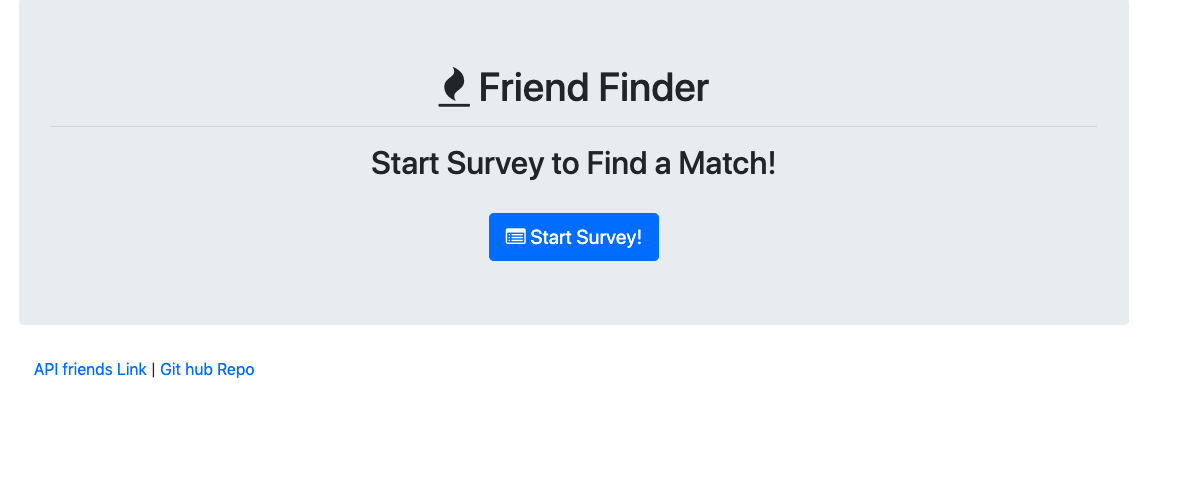 Friend Finder
Start Survey to Find a Match!
Start Survey!
API friends Link | Git hub Repo